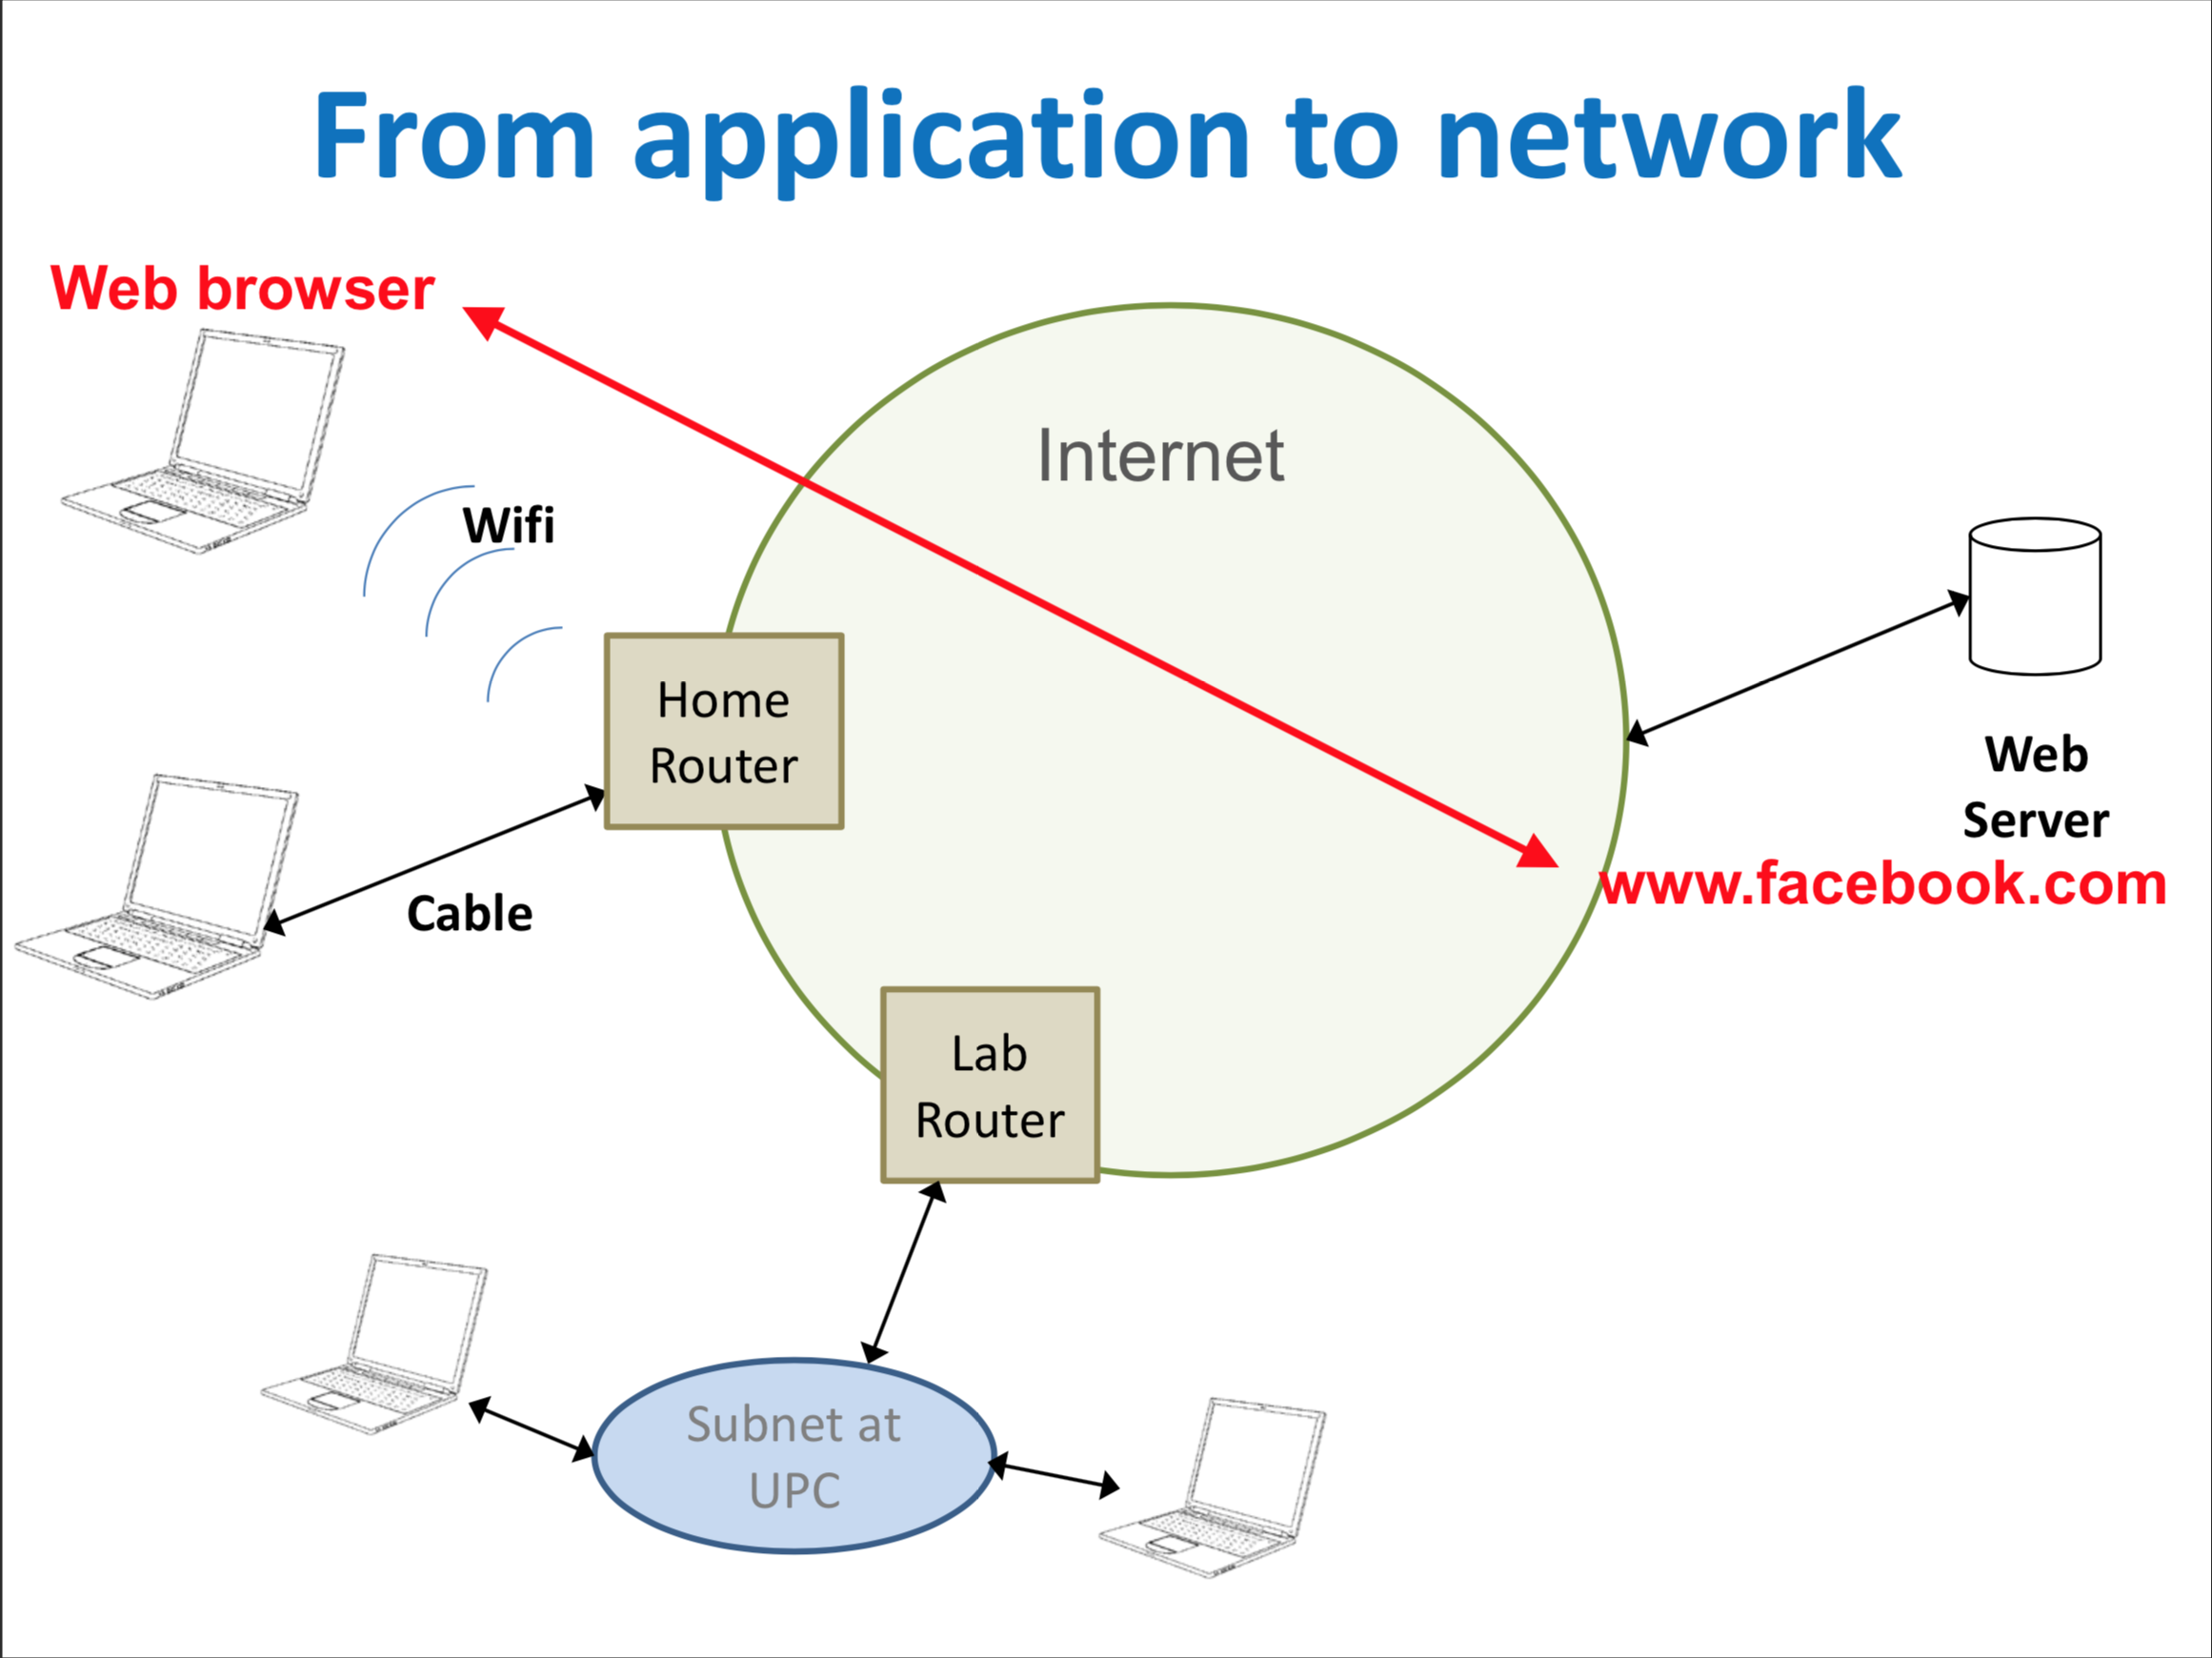 From application to network
Web browser
Internet
Wifi
Home
Router
Web
Server
www.facebook.com
Cable
Lab
Router
Subnet at
UPC